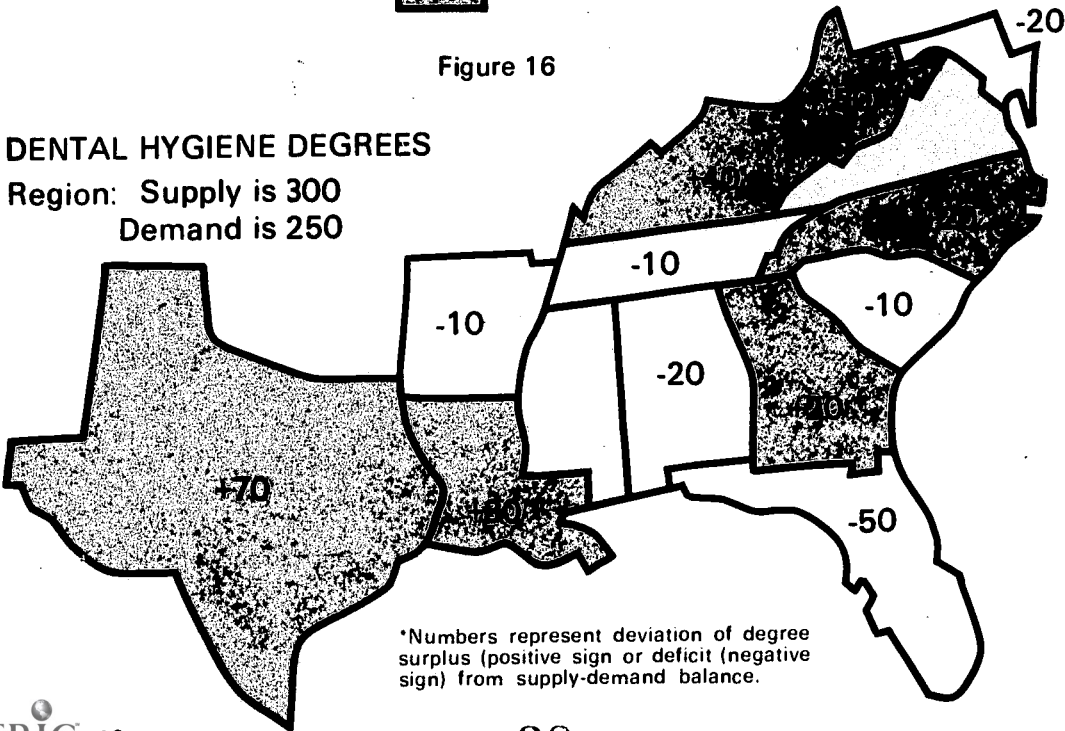 -20
Figure 16
DENTAL HYGIENE DEGREES
Region: Supply is 300
Demand is 250
-10
-10
-10
-20
+20
+70
-50
*Numbers represent deviation of degree
surplus (positive sign or deficit (negative
sign) from supply-demand balance.